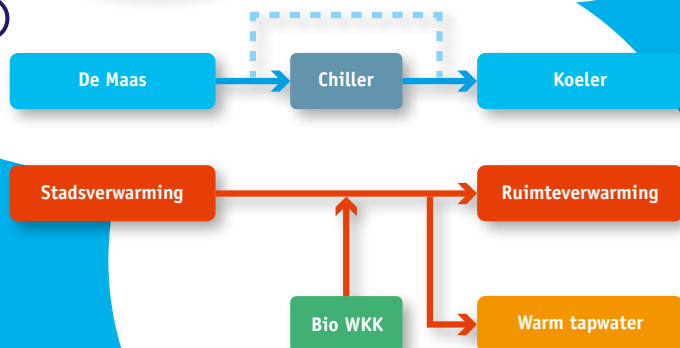 De Maas
Chiller
Koeler
Stadsverwarming
Ruimteverwarming
Bio WKK
Warm tapwater